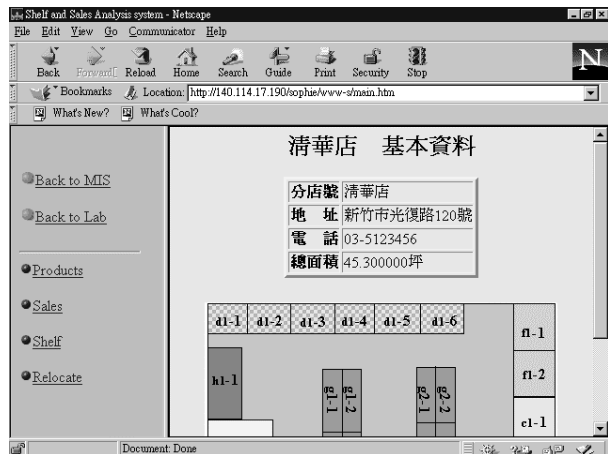 Shelf and Sales Analysis system - Netscape
File Edit View Go Communicator Help
Back Forward Reload Home Search Guide Print Security Stop
N
Bookmarks Location: http://140.114.17.190/sophie/www-s/main.htm
What's New? What's Cool?
清華店 基本資料
分店號 清華店
地 址 新竹市光復路120號
電 話 03-5123456
總面積 45.300000坪
Back to MIS
Back to Lab
Products
Sales
Shelf
Relocate
d1-1 d1-2 d1-3 d1-4 d1-5 d1-6
f1-1
h1-1
g1-1 g1-2 g2-1 g2-2
f1-2
c1-1
Document: Done